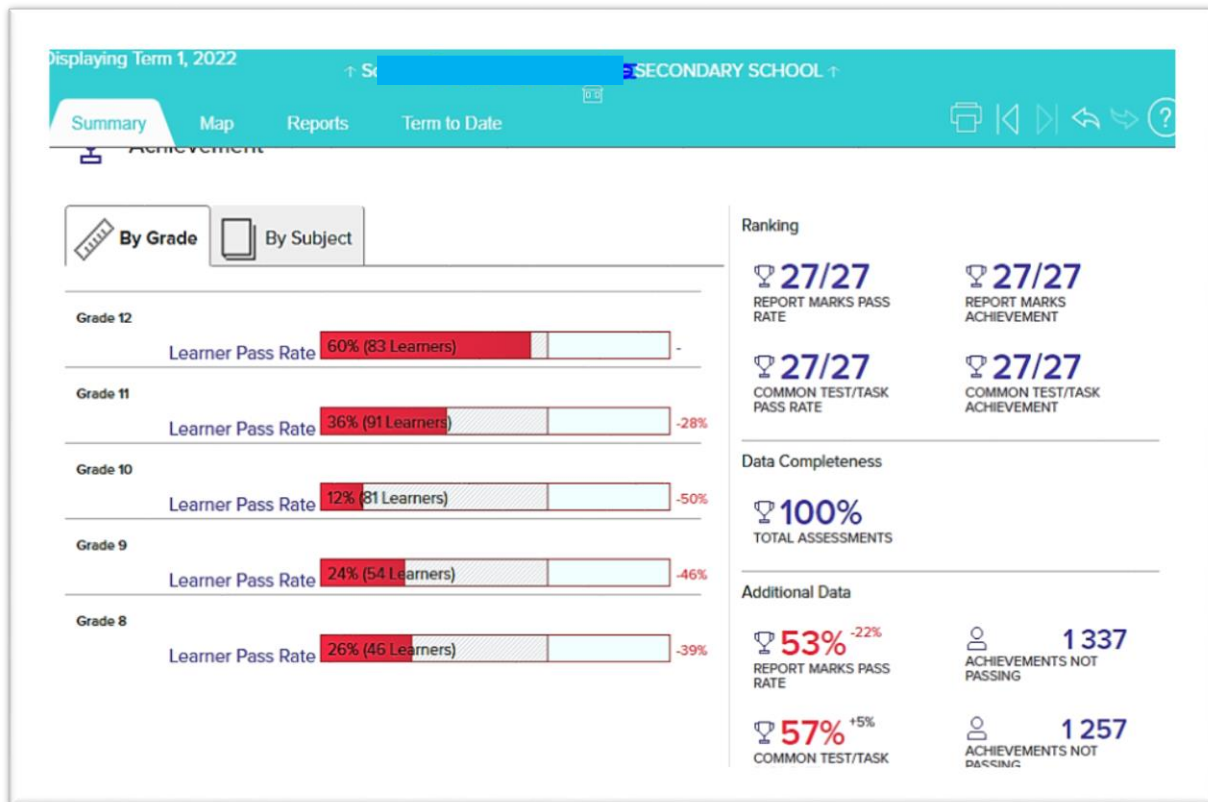 Displaying Term 1, 2022
SECONDARY SCHOOL
Summary
Map
Reports
Term to Date
?
Achievement
By Grade
By Subject
Grade 12
Learner Pass Rate 60% (83 Learners) -
Grade 11
Learner Pass Rate 36% (91 Learners) -28%
Grade 10
Learner Pass Rate 12% (81 Learners) -50%
Grade 9
Learner Pass Rate 24% (54 Learners) -46%
Grade 8
Learner Pass Rate 26% (46 Learners) -39%
Ranking
27/27
REPORT MARKS PASS
RATE
27/27
REPORT MARKS
ACHIEVEMENT
27/27
COMMON TEST/TASK
PASS RATE
27/27
COMMON TEST/TASK
ACHIEVEMENT
Data Completeness
100%
TOTAL ASSESSMENTS
Additional Data
53% -22%
REPORT MARKS PASS
RATE
1 337
ACHIEVEMENTS NOT
PASSING
57% +5%
COMMON TEST/TASK
1 257
ACHIEVEMENTS NOT
PASSING